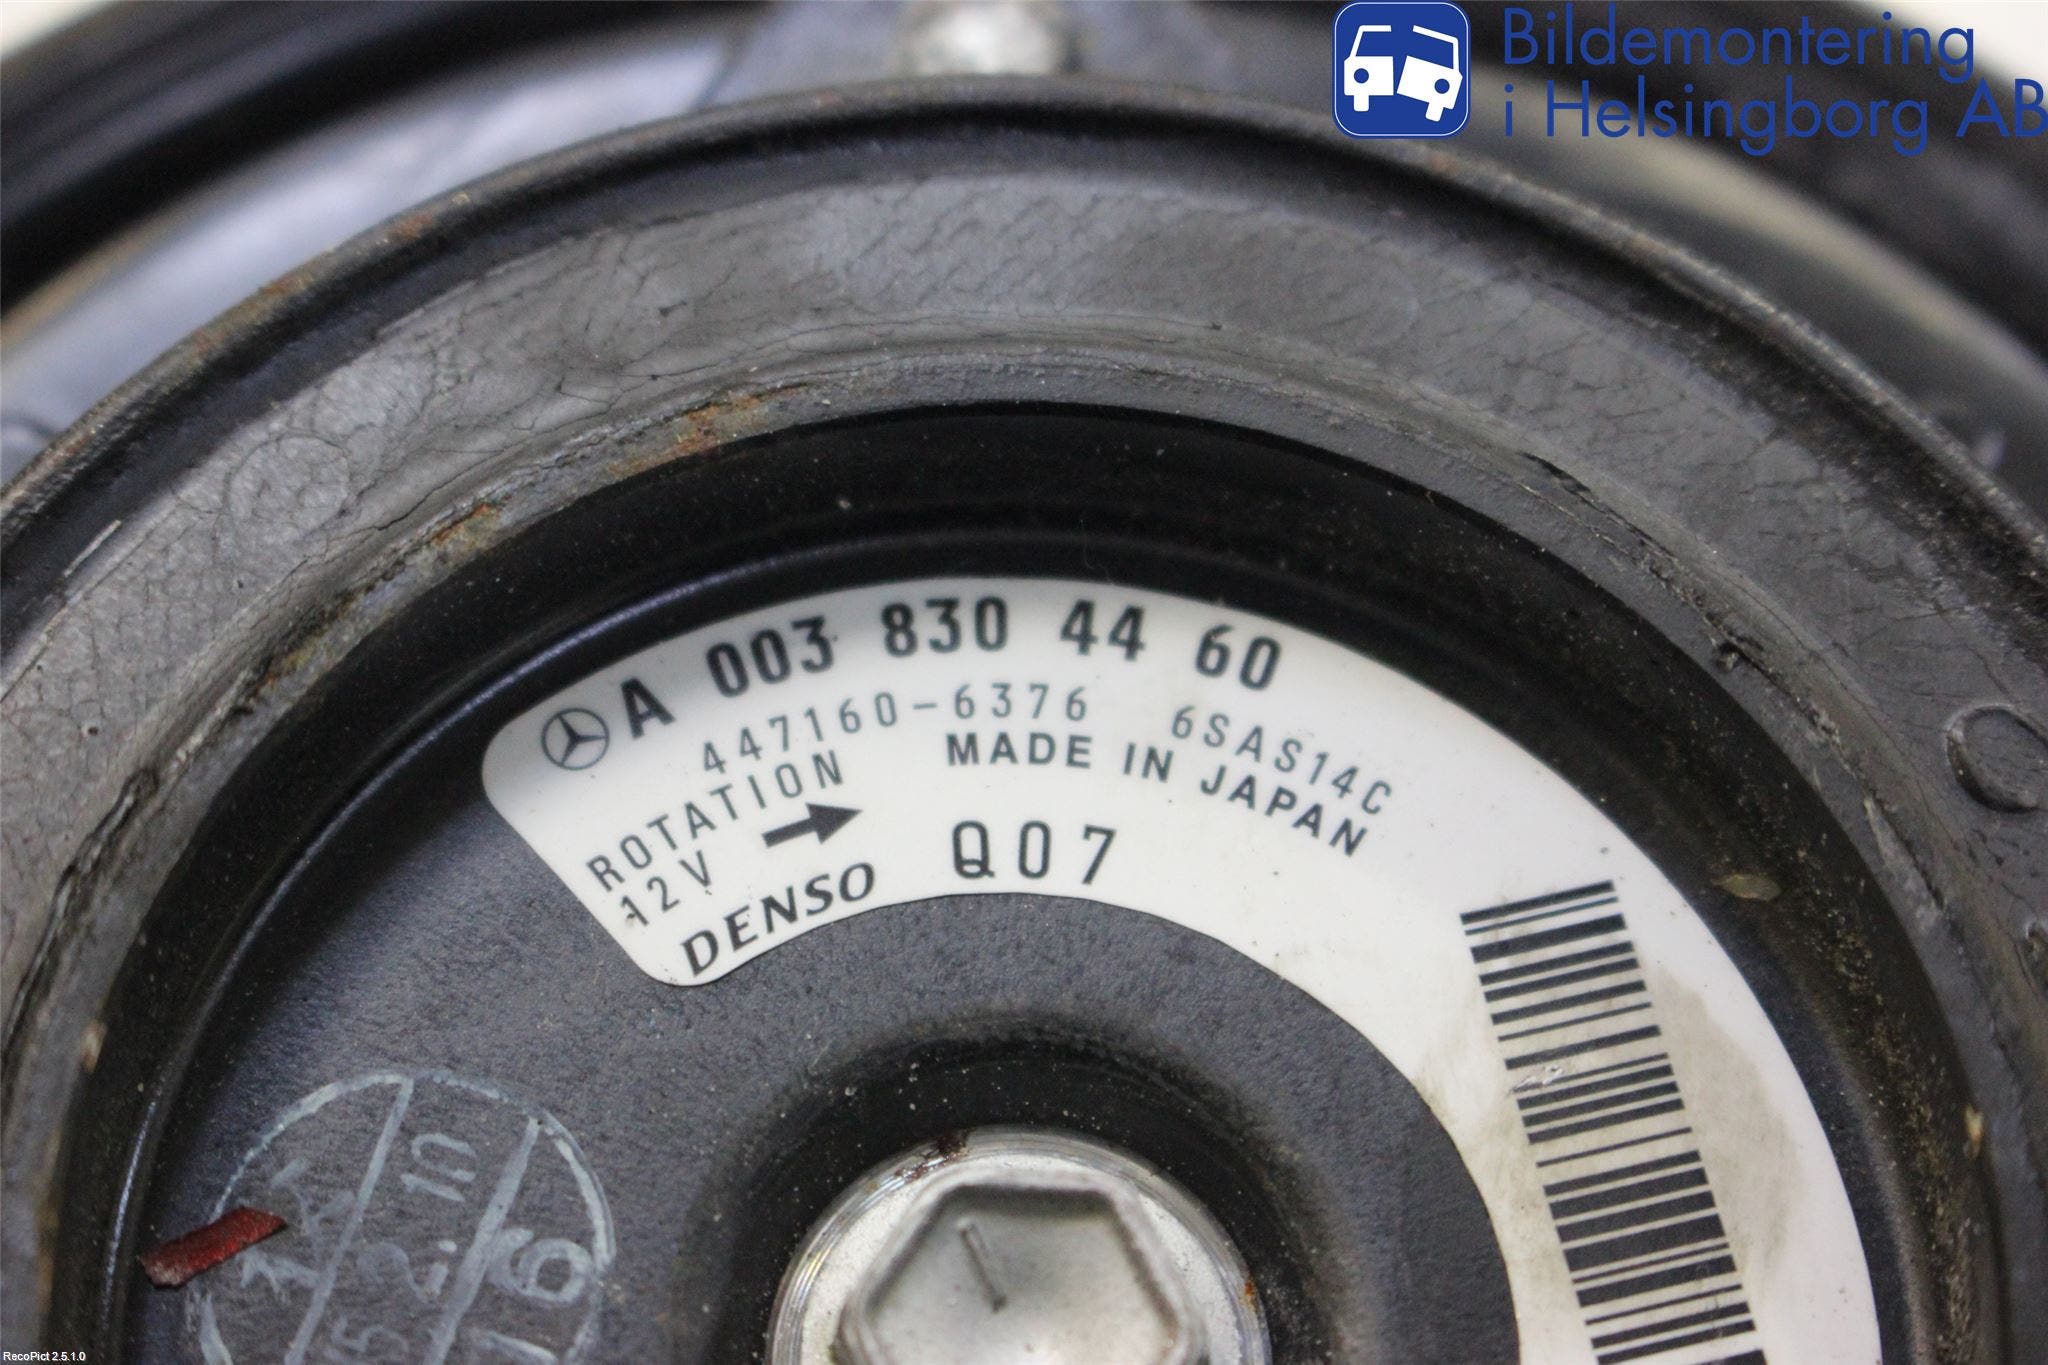 Bildemontering
i Helsingborg AB
A 003 830 44 60
447160-6376 6SAS14C
ROTATION MADE IN JAPAN
12V
DENSO Q07
RecoPict 2.5.1.0